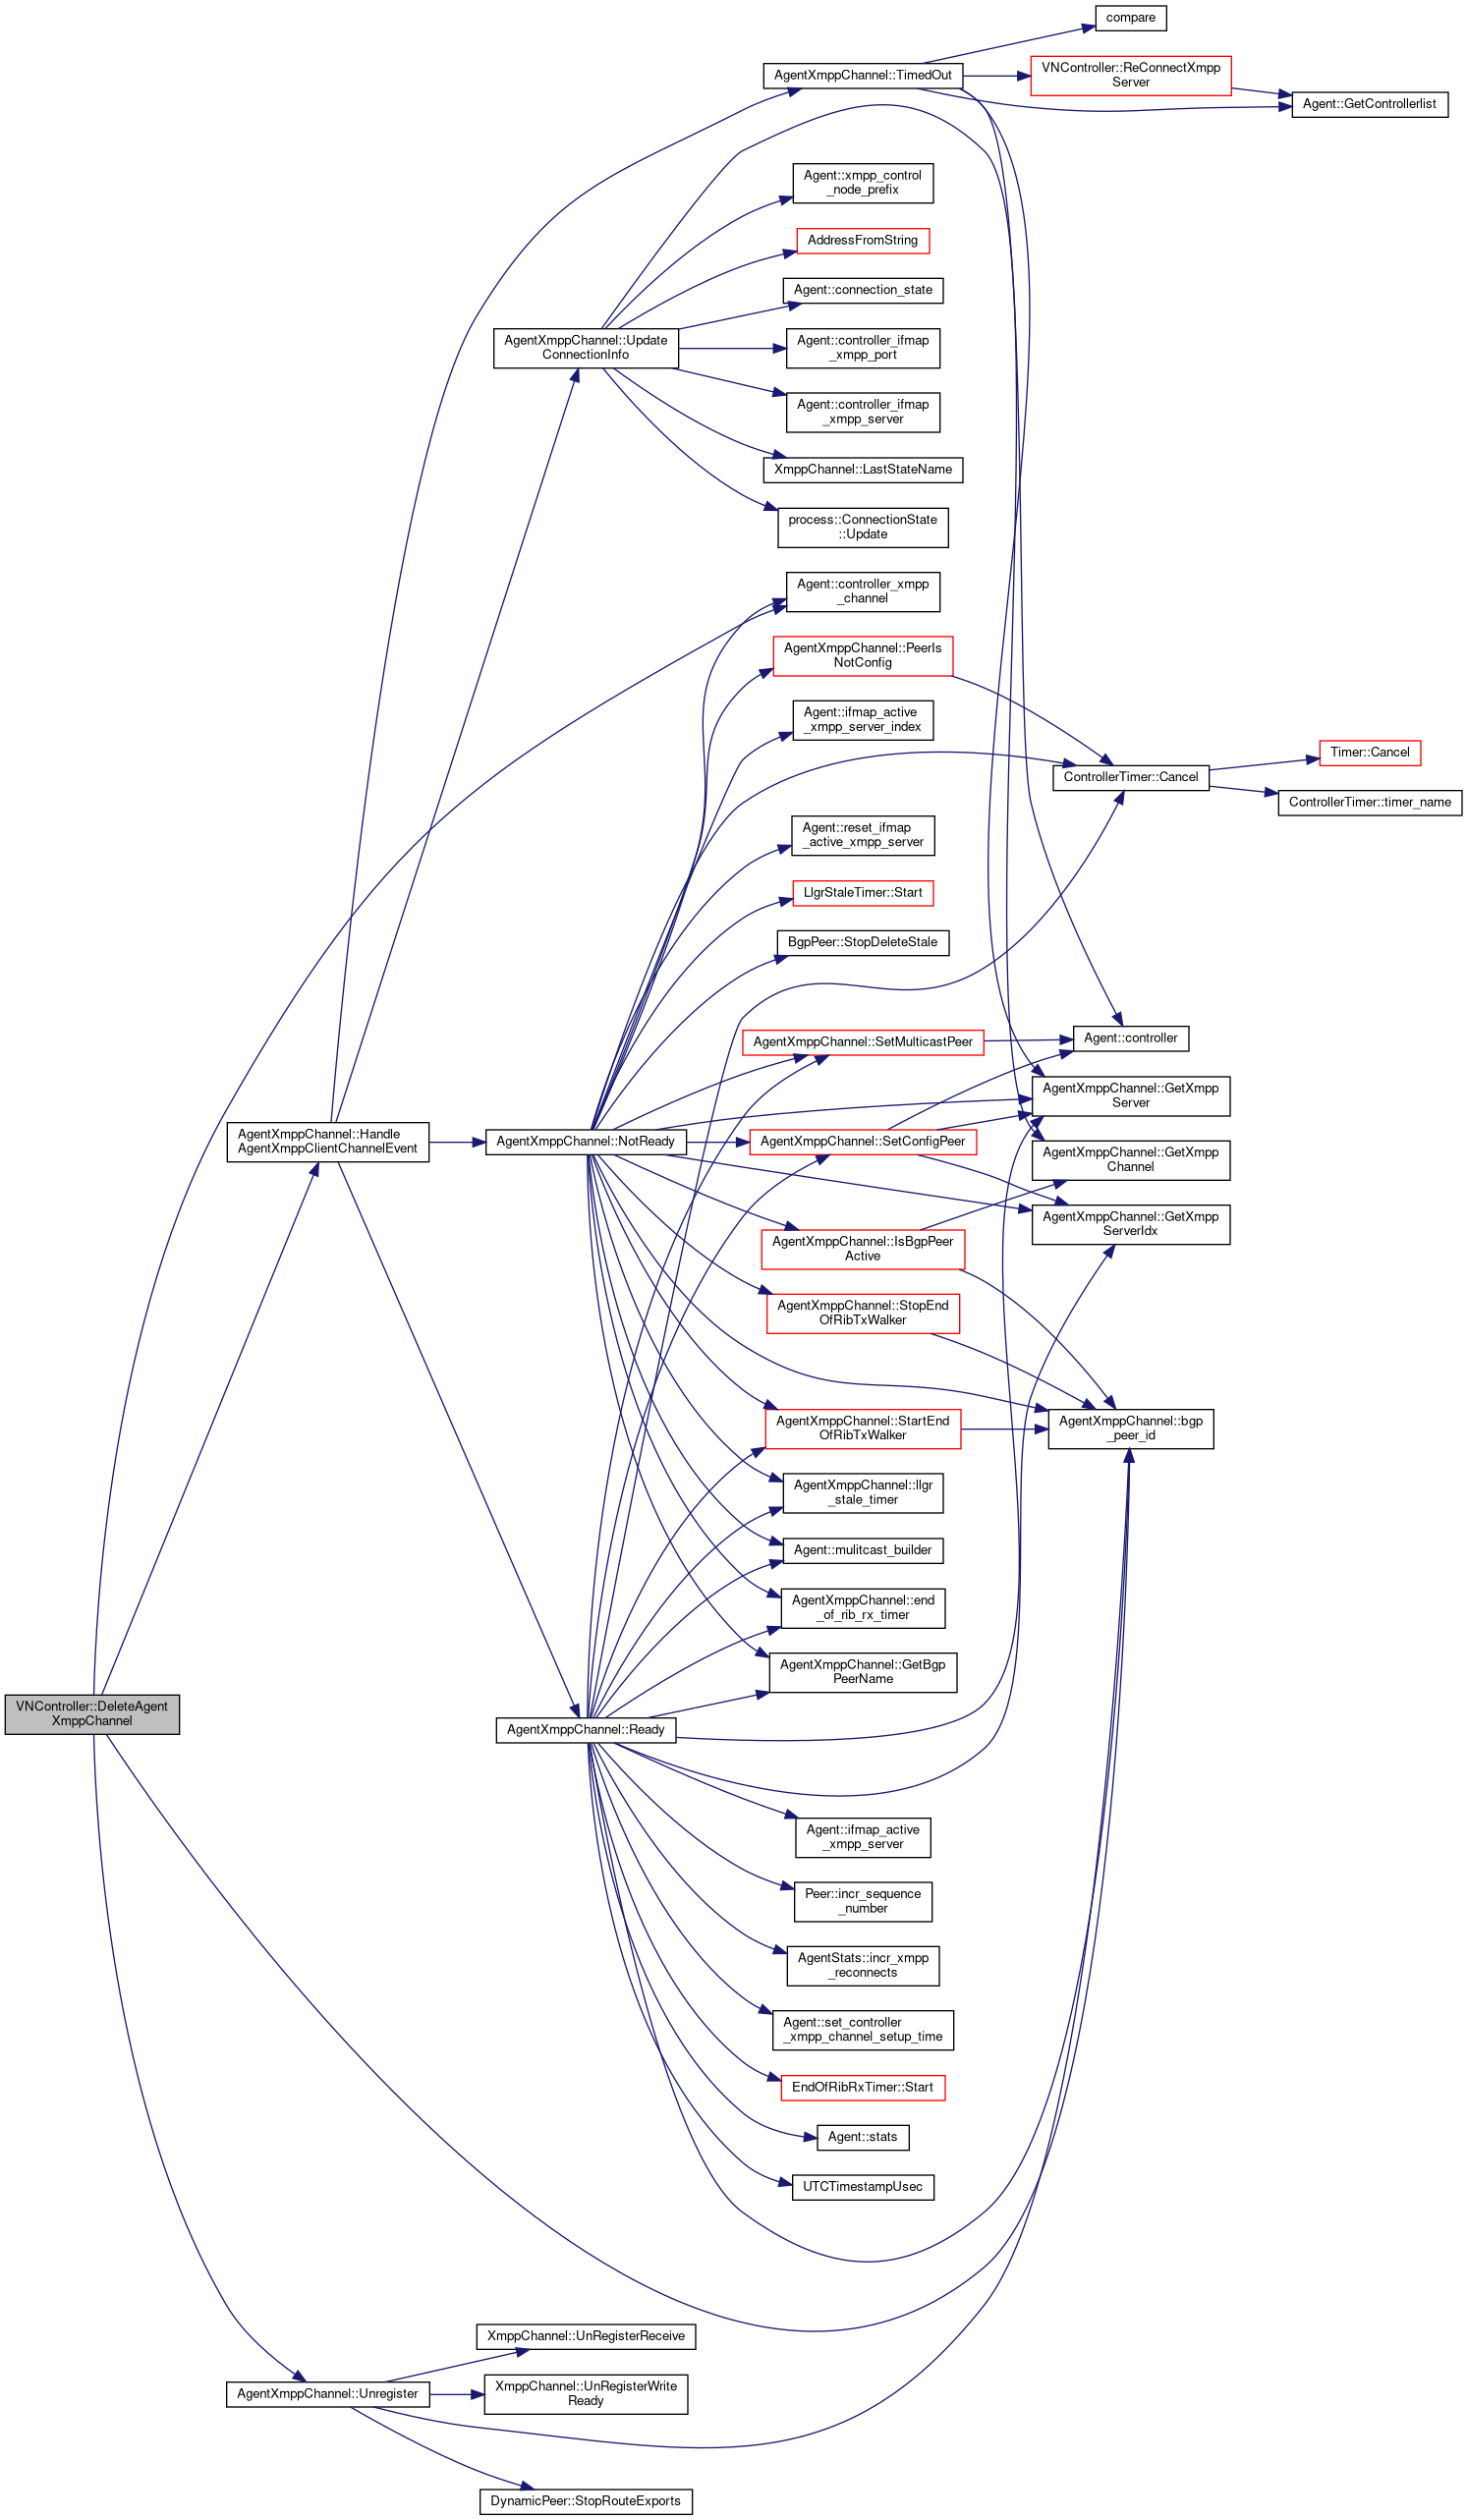 compare
AgentXmppChannel::TimedOut
VNController::ReConnectXmpp
Server
Agent::GetControllerlist
Agent::xmpp_control
_node_prefix
AddressFromString
Agent::connection_state
AgentXmppChannel::Update
ConnectionInfo
Agent::controller_ifmap
_xmpp_port
Agent::controller_ifmap
_xmpp_server
XmppChannel::LastStateName
process::ConnectionState
::Update
Agent::controller_xmpp
_channel
AgentXmppChannel::PeerIs
NotConfig
Agent::ifmap_active
_xmpp_server_index
Timer::Cancel
ControllerTimer::Cancel
ControllerTimer::timer_name
Agent::reset_ifmap
_active_xmpp_server
LlgrStaleTimer::Start
BgpPeer::StopDeleteStale
AgentXmppChannel::SetMulticastPeer
Agent::controller
AgentXmppChannel::GetXmpp
Server
AgentXmppChannel::Handle
AgentXmppClientChannelEvent
AgentXmppChannel::NotReady
AgentXmppChannel::SetConfigPeer
AgentXmppChannel::GetXmpp
Channel
AgentXmppChannel::GetXmpp
ServerIdx
AgentXmppChannel::IsBgpPeer
Active
AgentXmppChannel::StopEnd
OfRibTxWalker
AgentXmppChannel::StartEnd
OfRibTxWalker
AgentXmppChannel::bgp
_peer_id
AgentXmppChannel::llgr
_stale_timer
Agent::mulitcast_builder
AgentXmppChannel::end
_of_rib_rx_timer
AgentXmppChannel::GetBgp
PeerName
VNController::DeleteAgent
XmppChannel
AgentXmppChannel::Ready
Agent::ifmap_active
_xmpp_server
Peer::incr_sequence
_number
AgentStats::incr_xmpp
_reconnects
Agent::set_controller
_xmpp_channel_setup_time
EndOfRibRxTimer::Start
Agent::stats
UTCTimestampUsec
XmppChannel::UnRegisterReceive
AgentXmppChannel::Unregister
XmppChannel::UnRegisterWrite
Ready
DynamicPeer::StopRouteExports